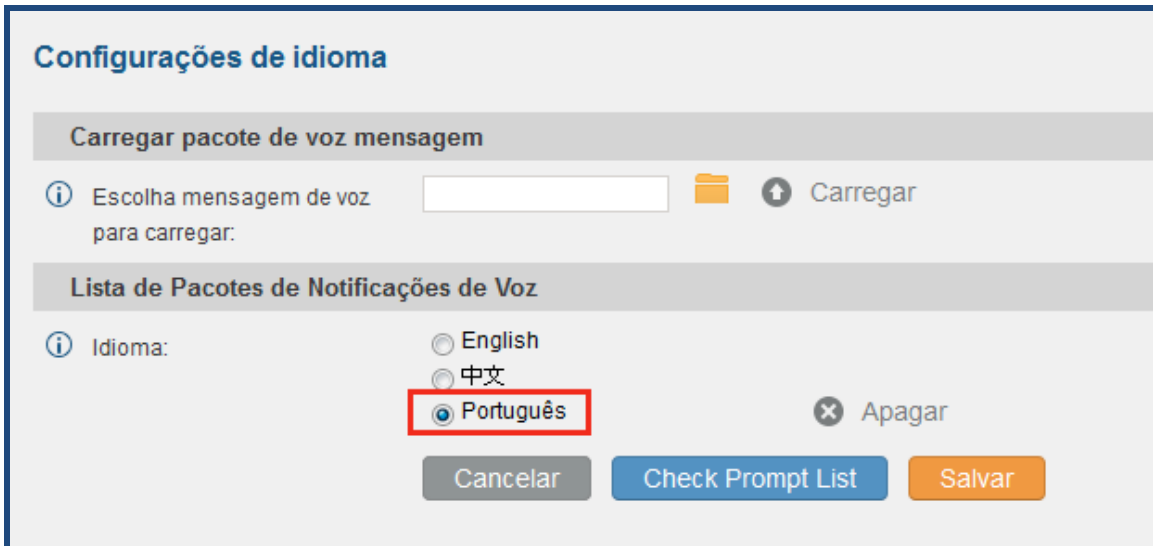 Configurações de idioma
Carregar pacote de voz mensagem
Escolha mensagem de voz
para carregar:
Carregar
Lista de Pacotes de Notificações de Voz
Idioma:
English
中文
Português
Apagar
Cancelar
Check Prompt List
Salvar